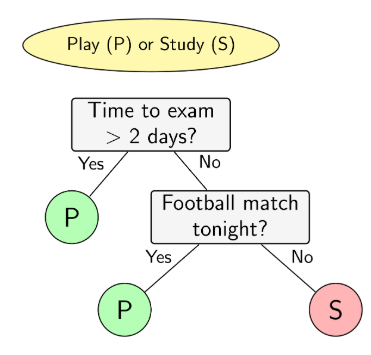 Play (P) or Study (S)
Time to exam
> 2 days?
Yes
No
P
Football match
tonight?
Yes
No
P
S